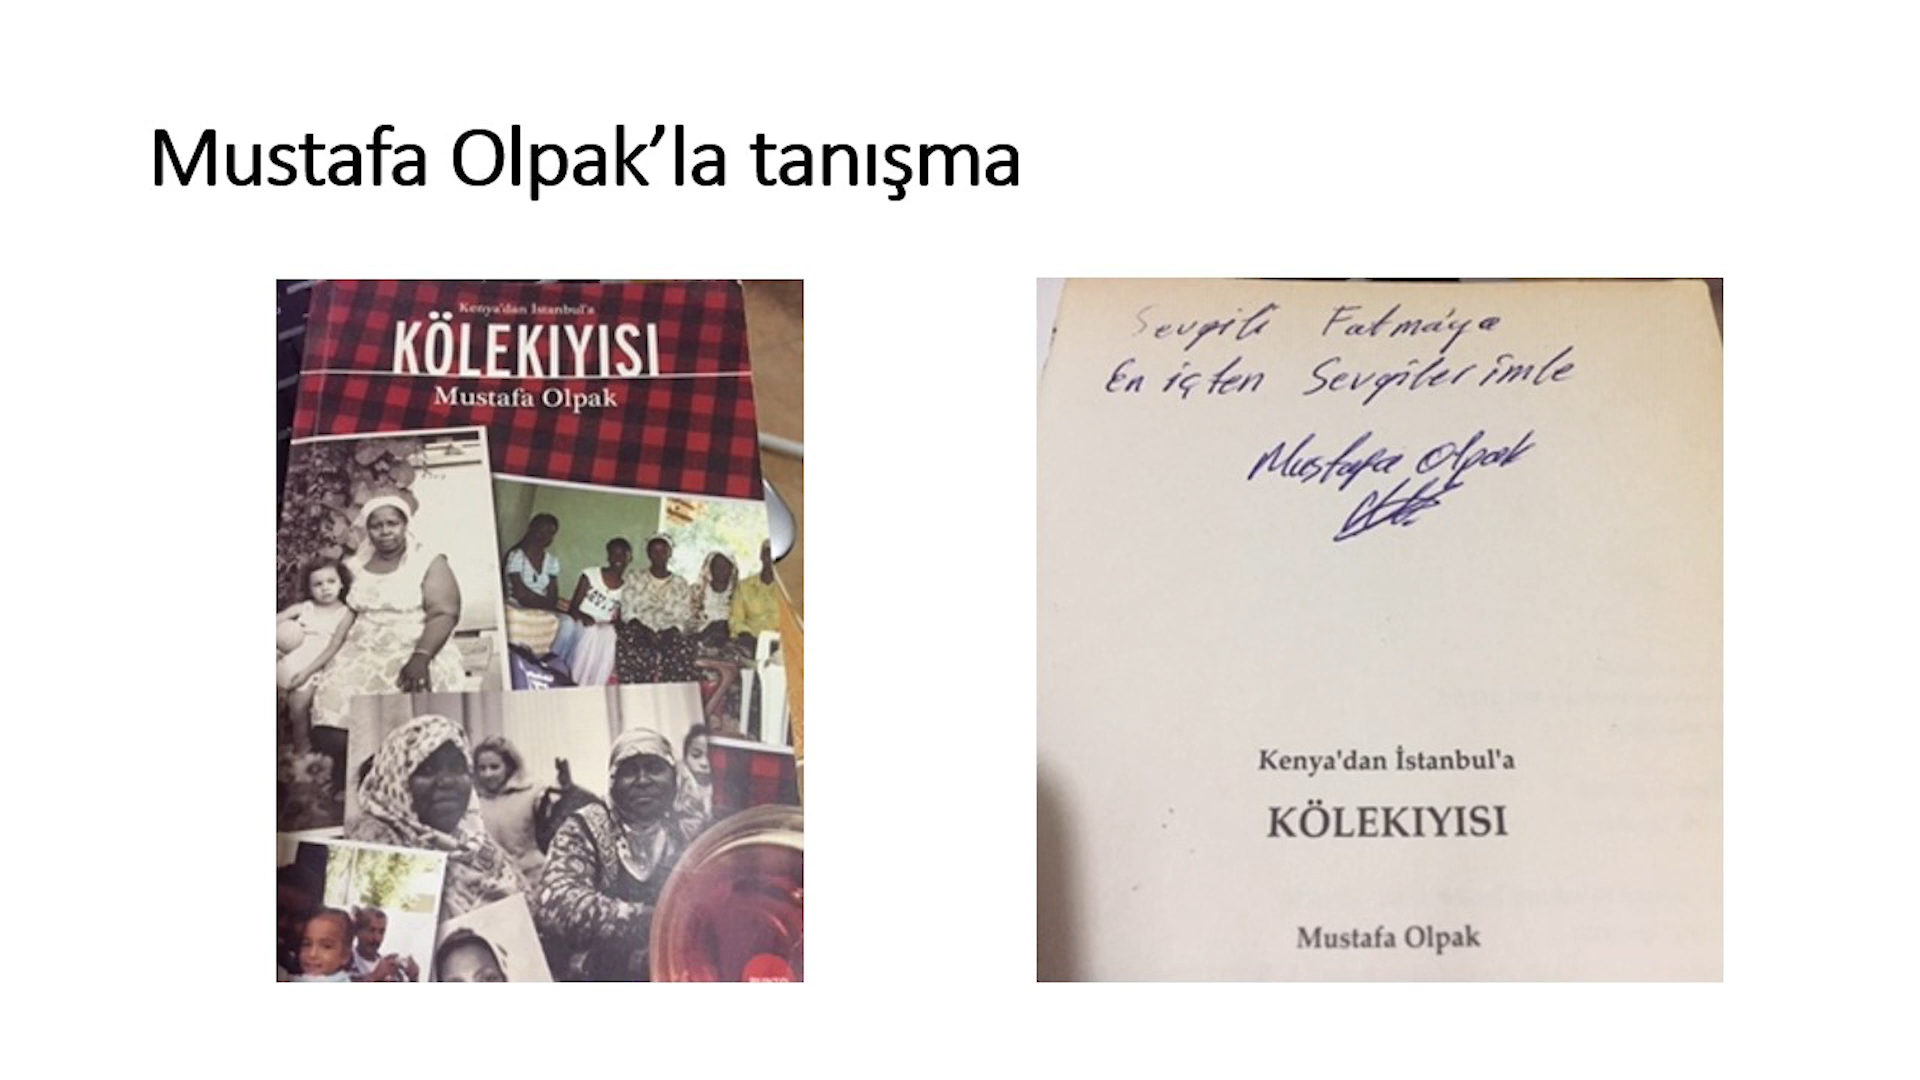 Mustafa Olpak’la tanışma
Kenya'dan İstanbul'a
KÖLEKIYISI
Mustafa Olpak
Sevgili Fatma'ya
En içten Sevgilerimle
Mustafa Olpak
Kenya'dan İstanbul'a
KÖLEKIYISI
Mustafa Olpak